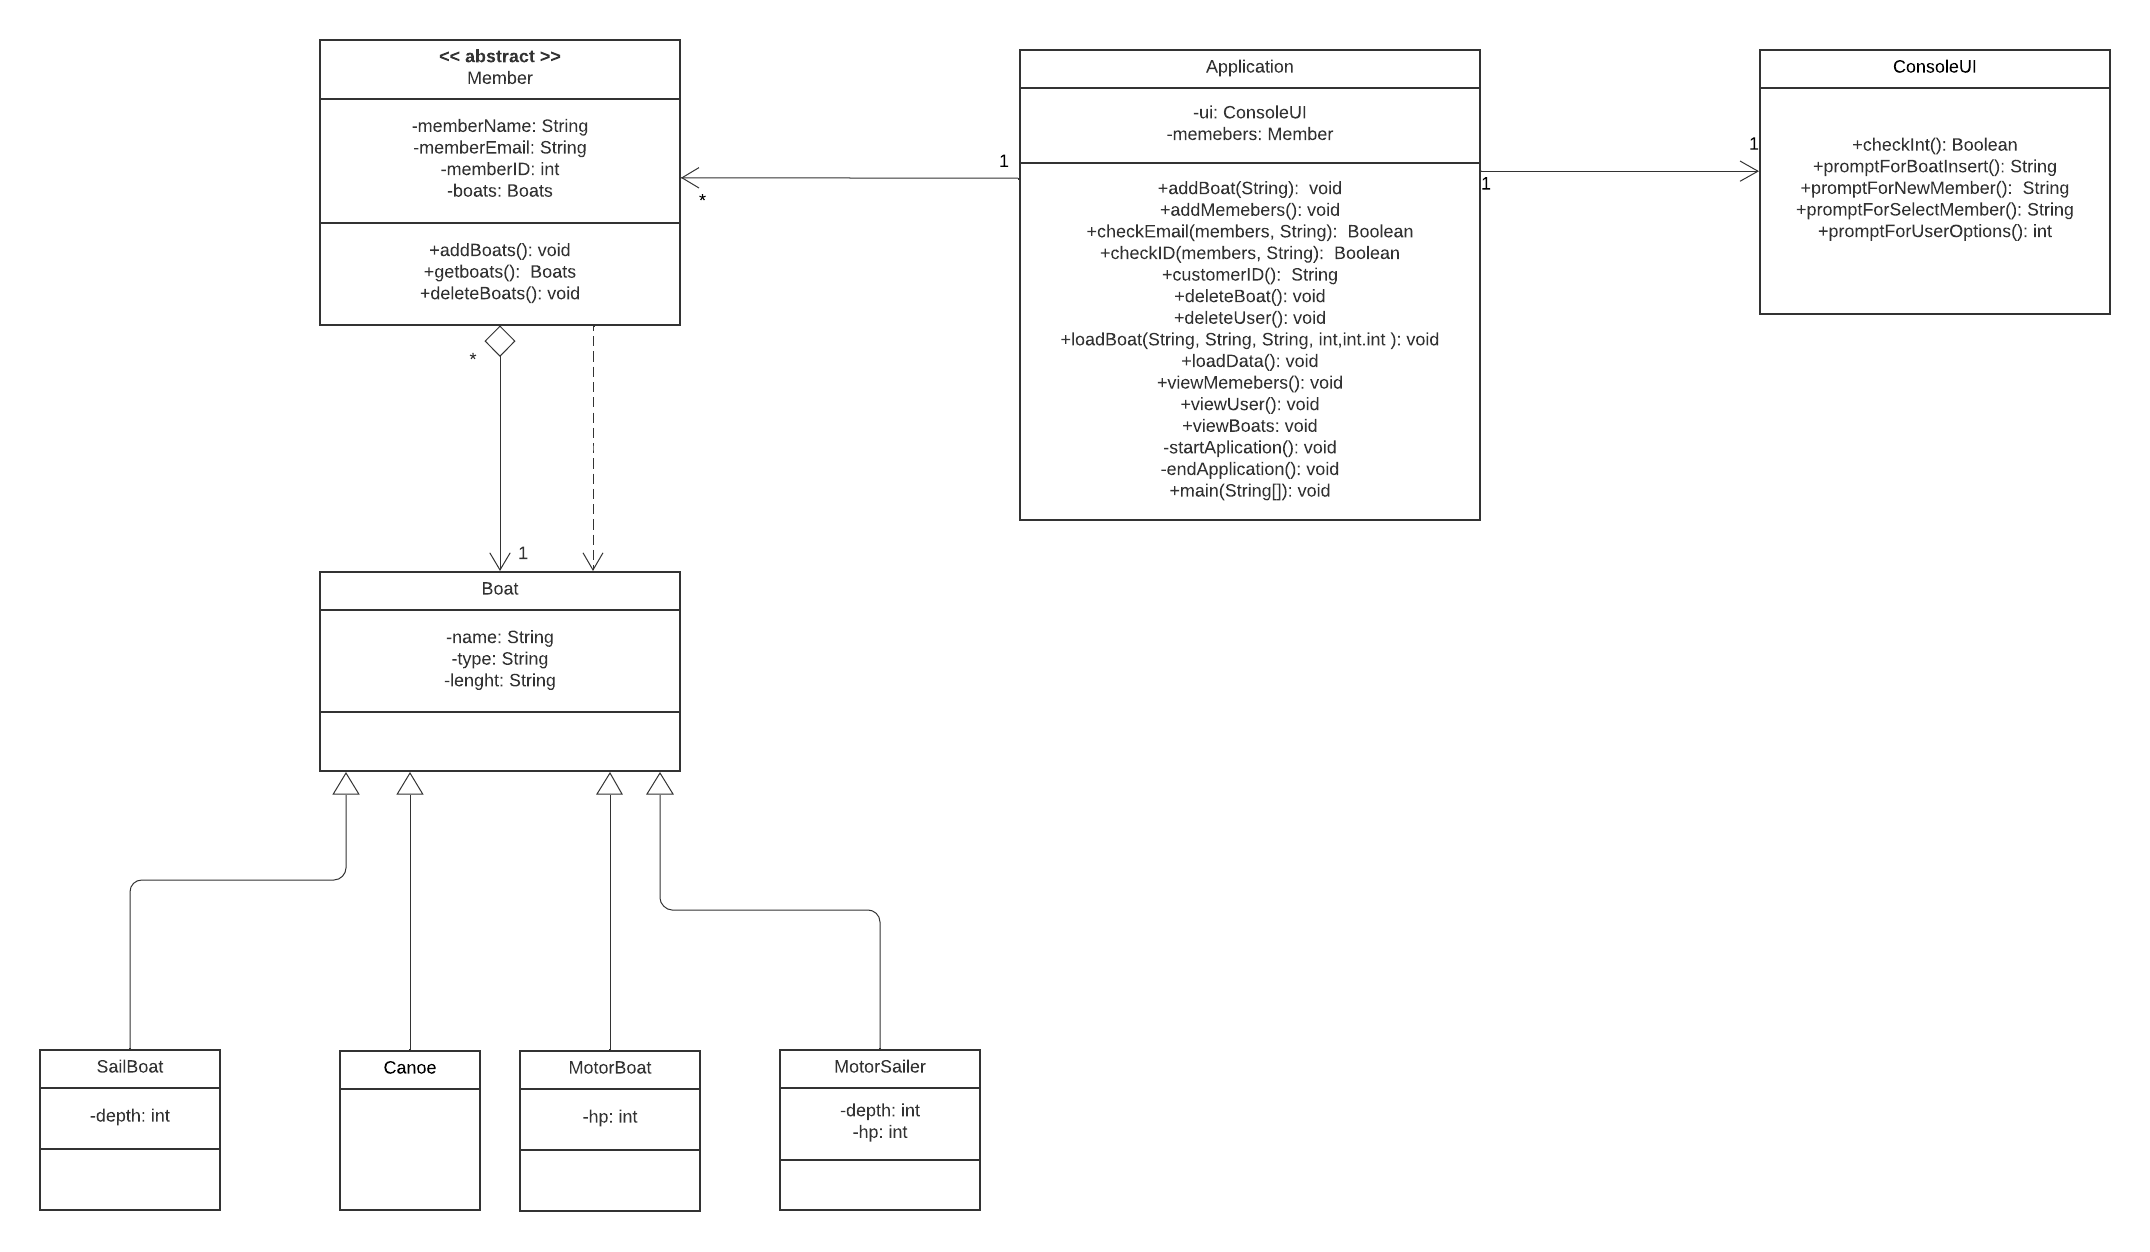 << abstract >>
Member
-memberName: String
-memberEmail: String
-memberID: int
-boats: Boats
+addBoats(): void
+getboats():  Boats
+deleteBoats(): void
*
1
1
*
Application
-ui: ConsoleUI
-memebers: Member
+addBoat(String):  void
+addMemebers(): void
+checkEmail(members, String):  Boolean
+checkID(members, String):  Boolean
+customerID():  String
+deleteBoat(): void
+deleteUser(): void
+loadBoat(String, String, String, int,int.int ): void
+loadData(): void
+viewMemebers(): void
+viewUser(): void
+viewBoats: void
-startAplication(): void
-endApplication(): void
+main(String[]): void
1
1
ConsoleUI
+checkInt(): Boolean
+promptForBoatInsert(): String
+promptForNewMember():  String
+promptForSelectMember(): String
+promptForUserOptions(): int
Boat
-name: String
-type: String
-lenght: String
SailBoat
-depth: int
Canoe
MotorBoat
-hp: int
MotorSailer
-depth: int
-hp: int